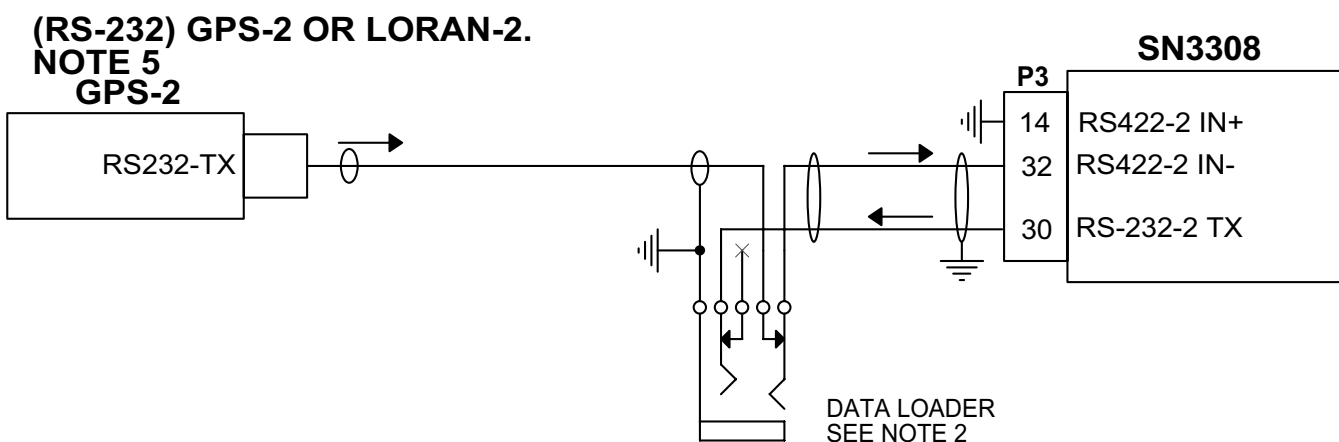 (RS-232) GPS-2 OR LORAN-2.
NOTE 5
GPS-2
RS232-TX
SN3308
P3
14 RS422-2 IN+
32 RS422-2 IN-
30 RS-232-2 TX
DATA LOADER
SEE NOTE 2